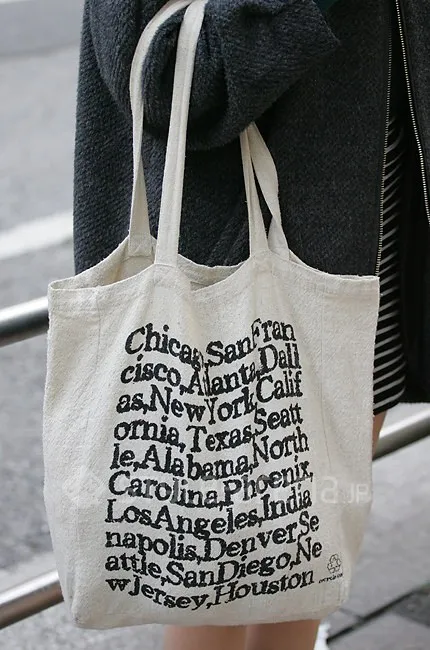 Chicago,SanFran
cisco,Atlanta,Dall
as,NewYork,Calif
ornia,Texas,Seatt
le,Alabama,North
Carolina,Phoenix,
LosAngeles,India
napolis,Denver,Se
attle,SanDiego,Ne
wJersey,Houston